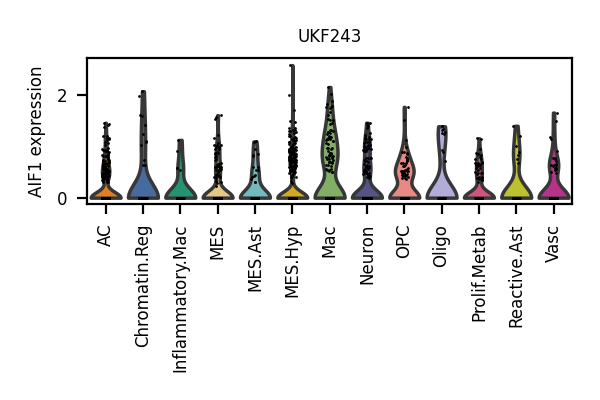 UKF243
AIF1 expression
2
0
AC
Chromatin.Reg
Inflammatory.Mac
MES
MES.Ast
MES.Hyp
Mac
Neuron
OPC
Oligo
Prolif.Metab
Reactive.Ast
Vasc